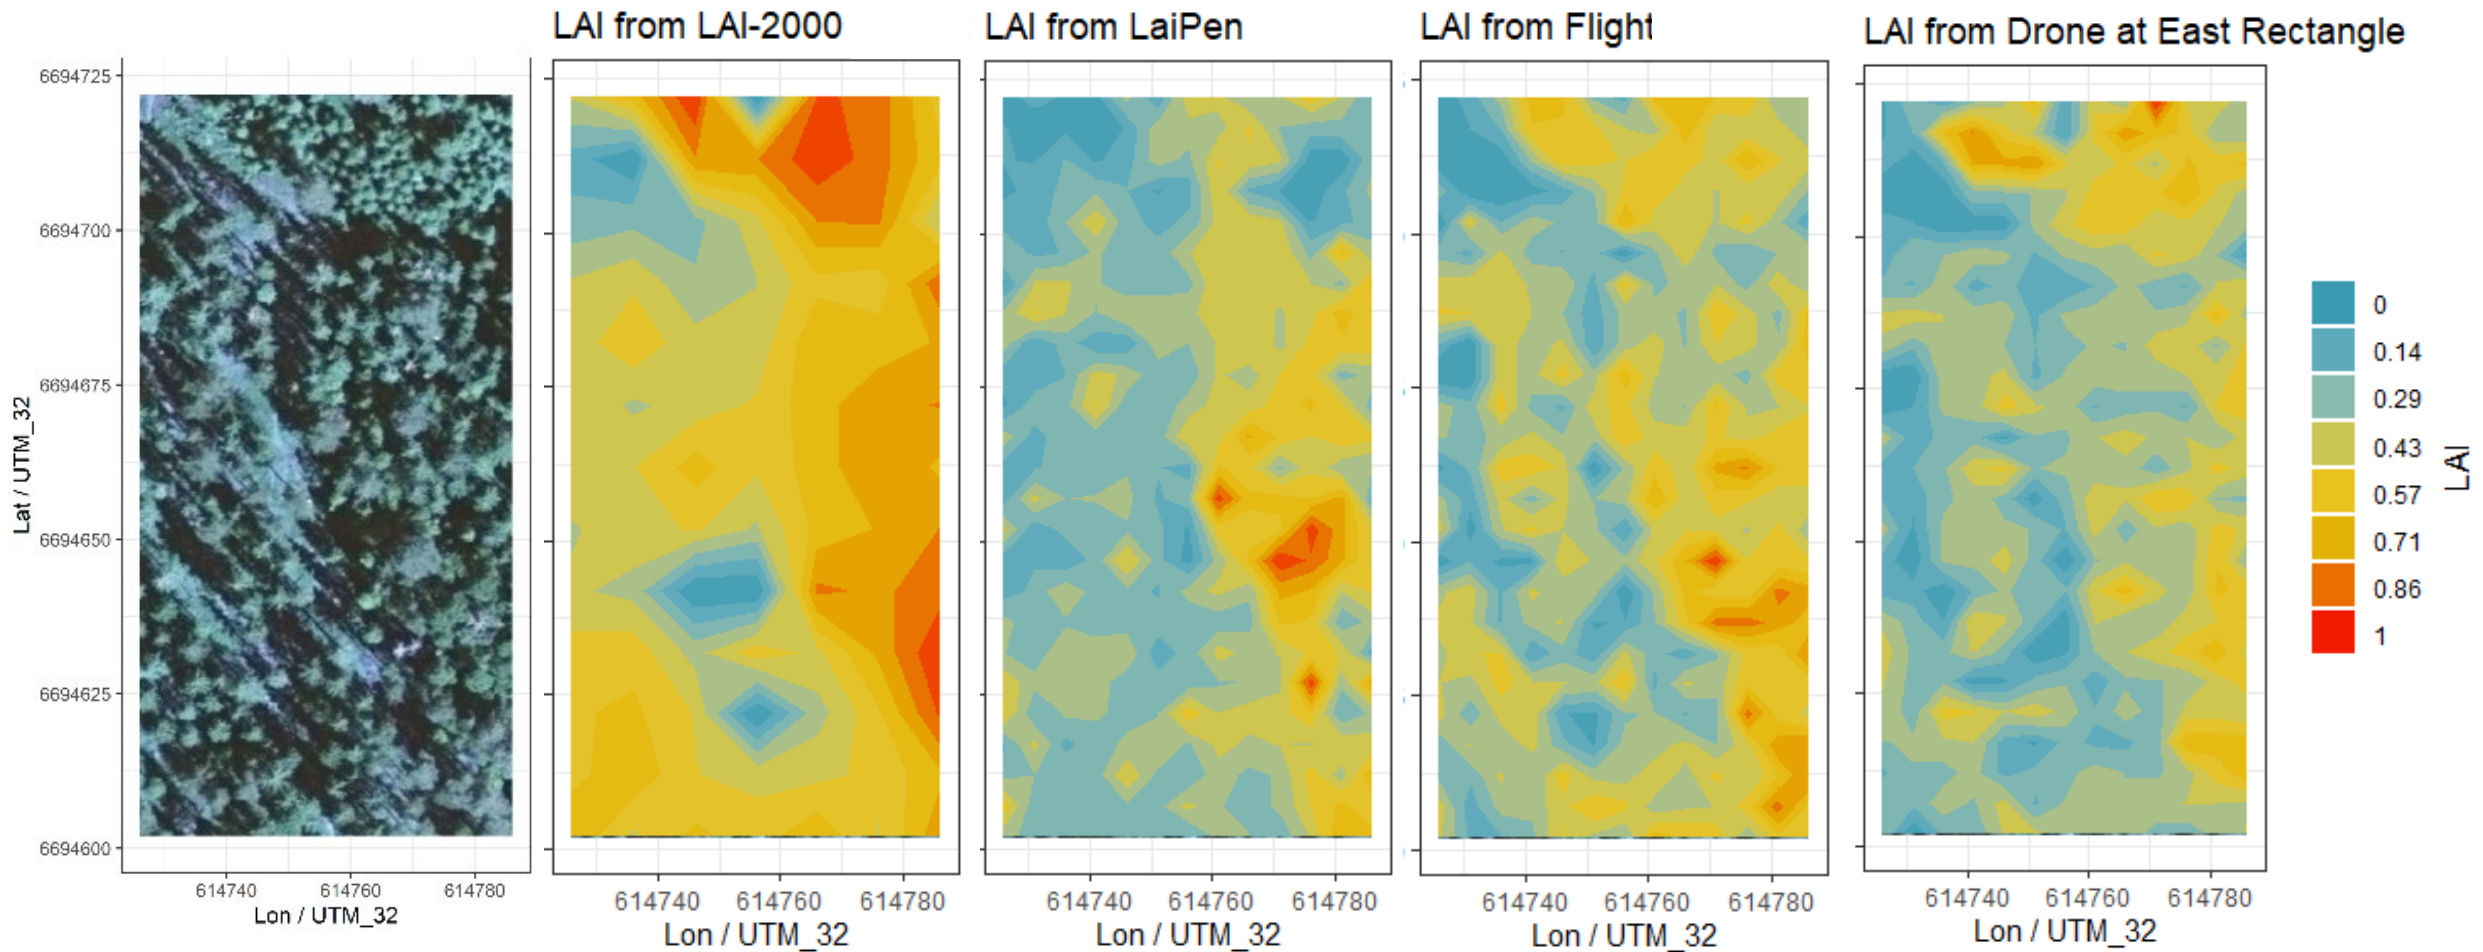 LAI from LAI-2000
LAI from LaiPen
LAI from Flight
LAI from Drone at East Rectangle
6694725
6694700
6694675
6694650
6694625
6694600
Lat / UTM_32
614740 614760 614780
Lon / UTM_32
614740 614760 614780
Lon / UTM_32
614740 614760 614780
Lon / UTM_32
614740 614760 614780
Lon / UTM_32
614740 614760 614780
Lon / UTM_32
0
0.14
0.29
0.43
0.57
0.71
0.86
1
LAI